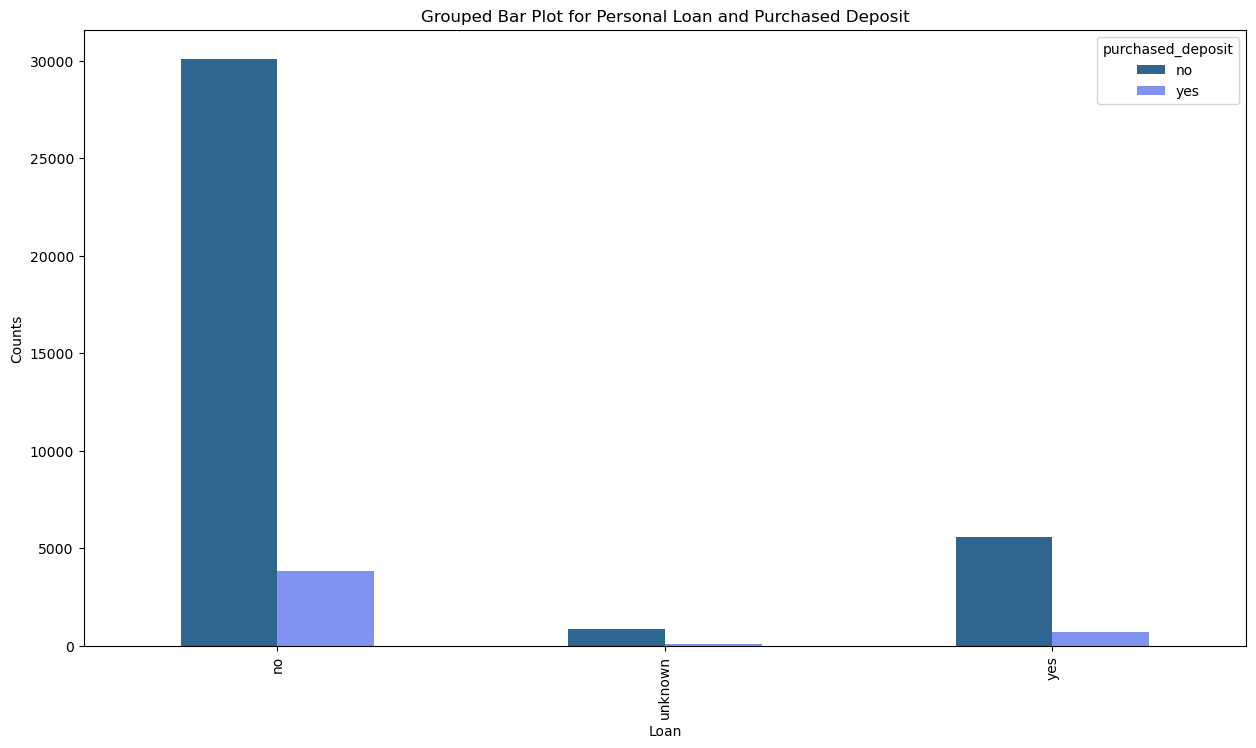 Grouped Bar Plot for Personal Loan and Purchased Deposit
purchased_deposit
no
yes
30000
25000
20000
15000
10000
5000
0
Counts
no
unknown
yes
Loan